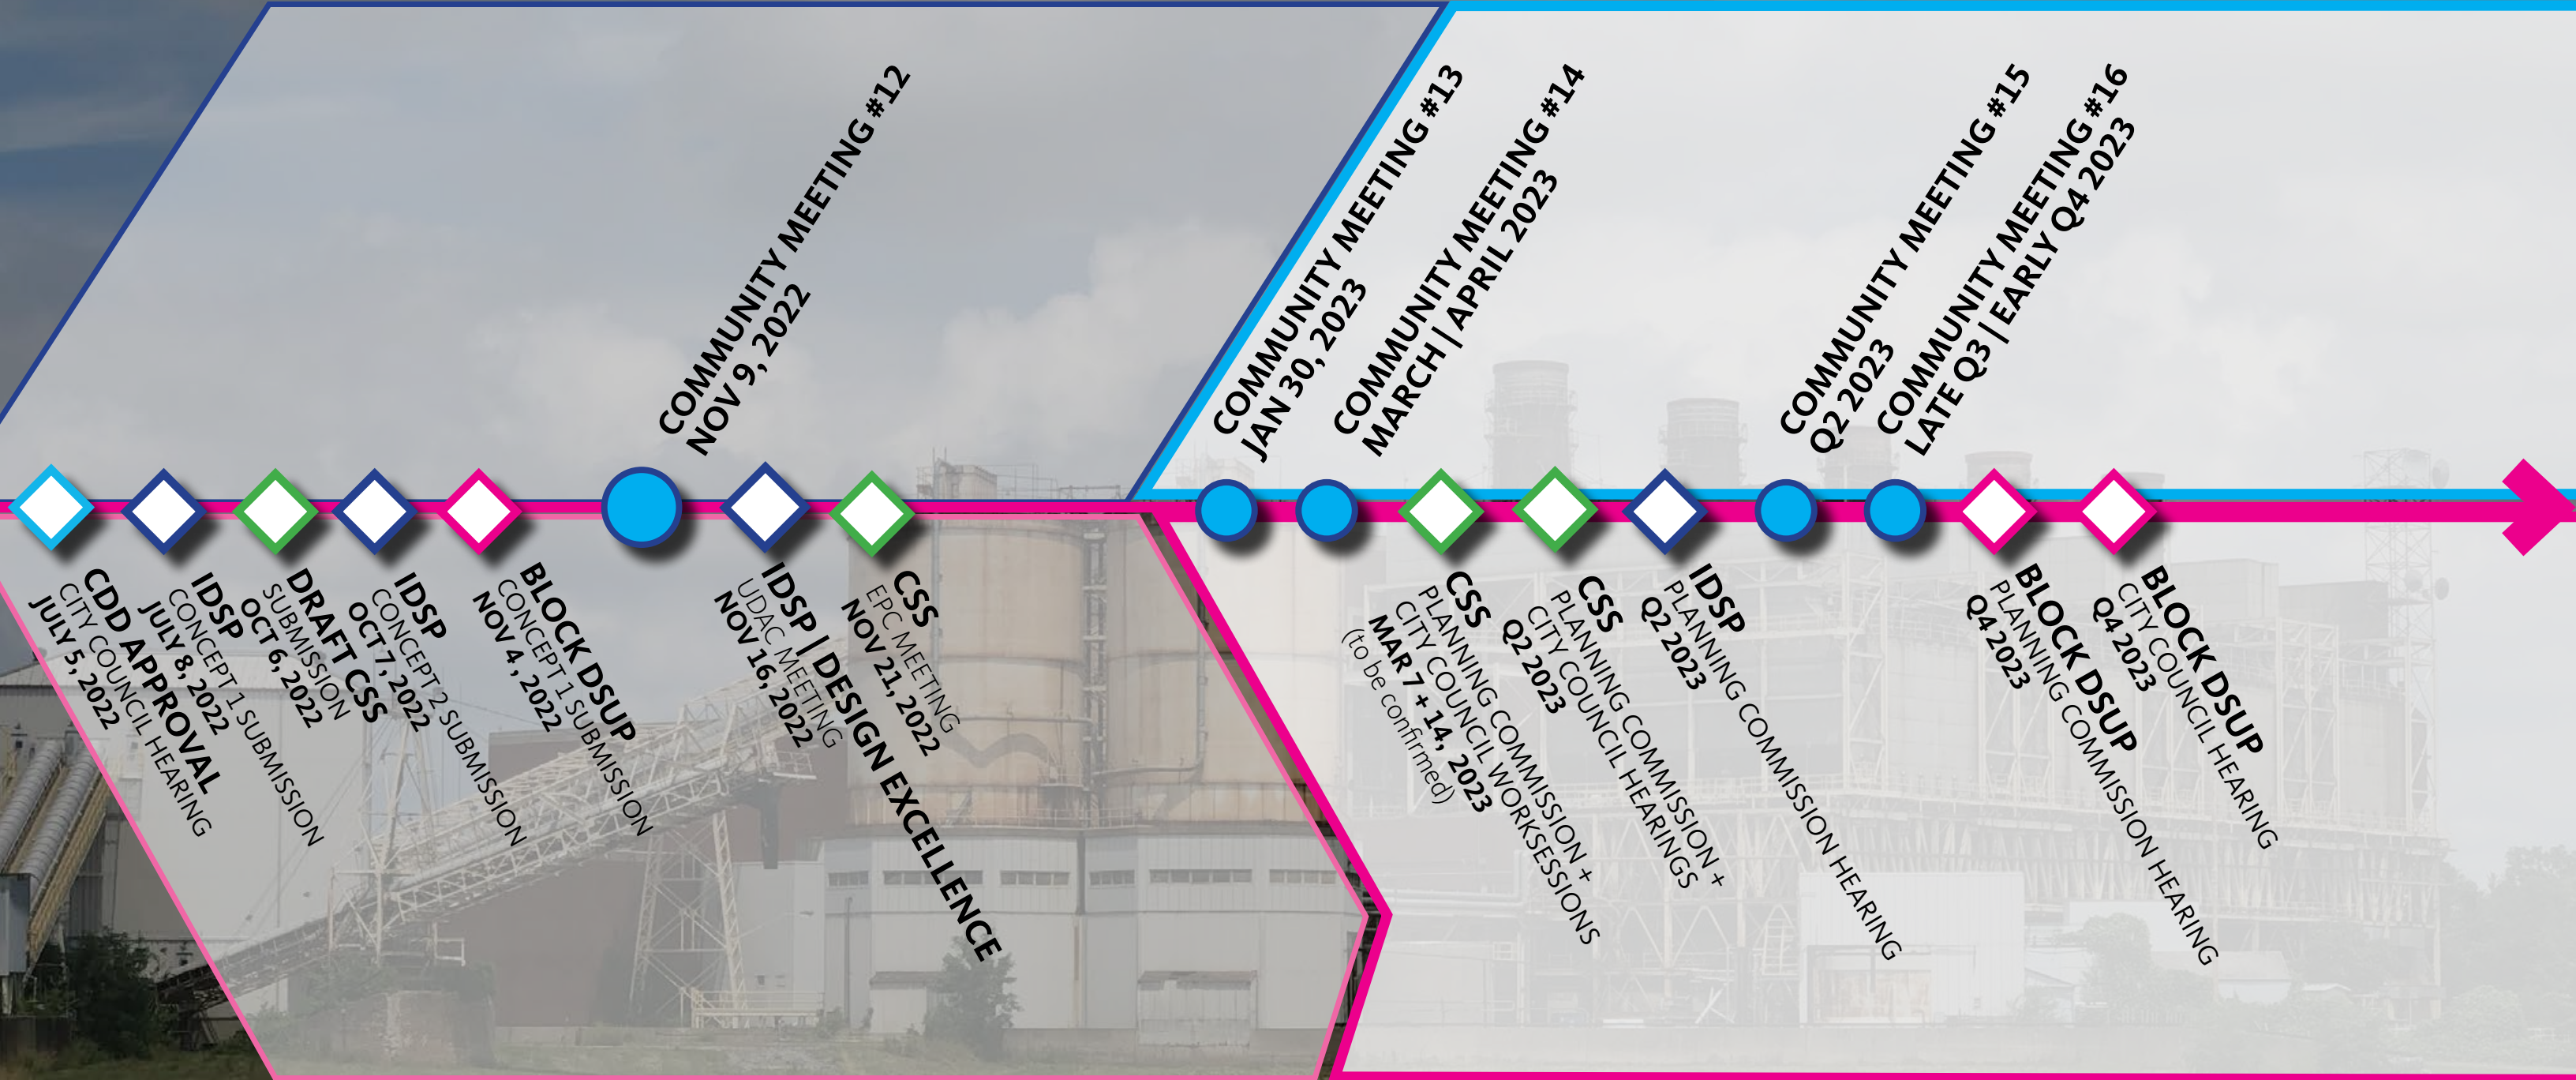 COMMUNITY MEETING #12
NOV 9, 2022
COMMUNITY MEETING #13
JAN 30, 2023
COMMUNITY MEETING #14
MARCH | APRIL 2023
COMMUNITY MEETING #15
Q2 2023
COMMUNITY MEETING #16
LATE Q3 | EARLY Q4 2023
CDD APPROVAL
CITY COUNCIL HEARING
JULY 5, 2022
IDSP
CONCEPT 1 SUBMISSION
JULY 8, 2022
DRAFT CSS
SUBMISSION
OCT 6, 2022
IDSP
CONCEPT 2 SUBMISSION
OCT 7, 2022
BLOCK DSUP
CONCEPT 1 SUBMISSION
NOV 4, 2022
IDSP | DESIGN EXCELLENCE
UDAC MEETING
NOV 16, 2022
CSS
EPC MEETING
NOV 21, 2022
CSS
PLANNING COMMISSION +
CITY COUNCIL WORKSESSIONS
MAR 7 + 14, 2023
(to be confirmed)
CSS
PLANNING COMMISSION +
CITY COUNCIL HEARINGS
Q2 2023
IDSP
PLANNING COMMISSION HEARING
Q2 2023
BLOCK DSUP
PLANNING COMMISSION HEARING
Q4 2023
BLOCK DSUP
CITY COUNCIL HEARING
Q4 2023